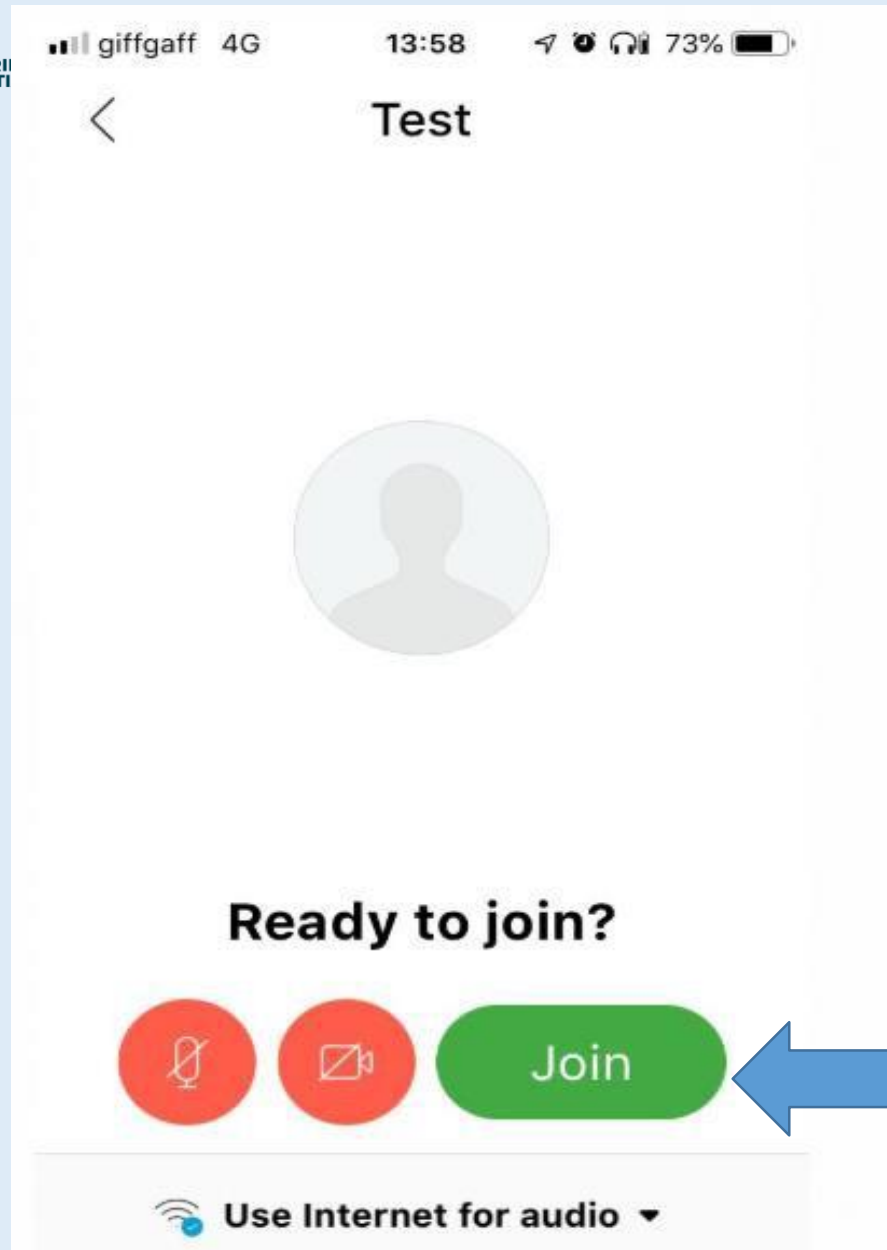 giffgaff 4G 13:58 73%
Test
Ready to join?
Join
Use Internet for audio